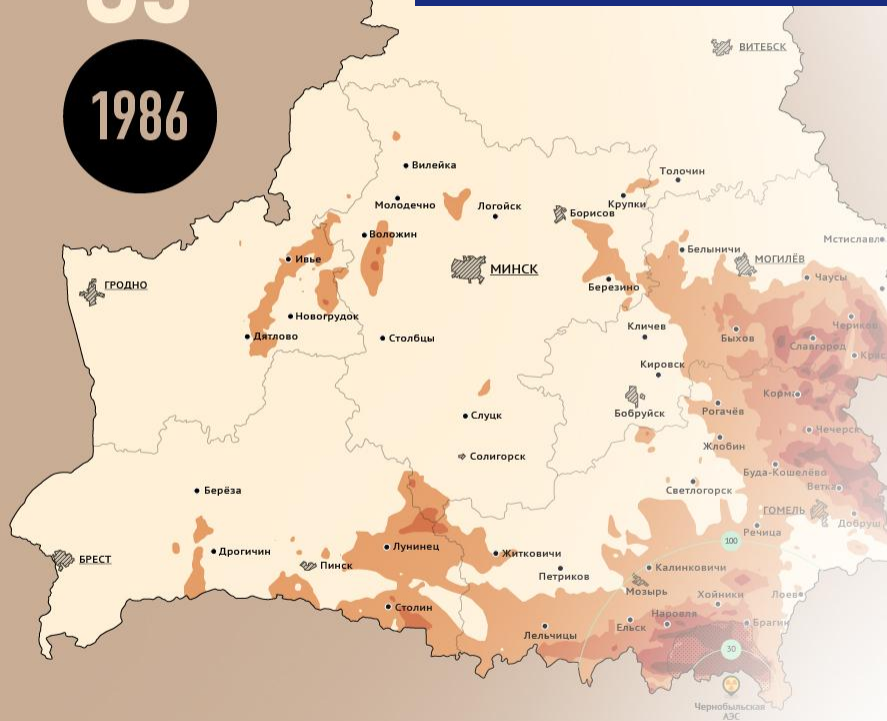 1986
ВИТЕБСК
Вилейка
Толочин
Молодечно
Логойск
Крупки
Борисов
Воложин
Мстиславль
Белыничи
Ивье
МИНСК
МОГИЛЁВ
Чаусы
ГРОДНО
Березино
Новогрудок
Кличев
Чериков
Дятлово
Столбцы
Быхов
Славгород
Кировск
Корма
Слуцк
Бобруйск
Рогачёв
Чечерск
Жлобин
Солигорск
Буда-Кошелёво
Берёза
Светлогорск
Ветка
ГОМЕЛЬ
Добруш
Речица
100
Лунинец
Дрогичин
Житковичи
БРЕСТ
Пинск
Петриков
Калинковичи
Мозырь
Хойники
Лоев
Столин
Наровля
Ельск
Брагин
Лельчицы
30
Чернобыльская
АЭС